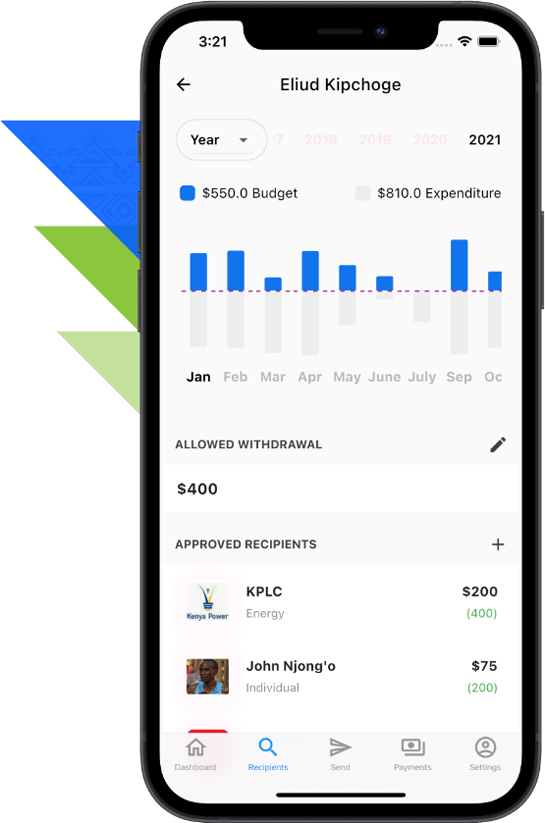 3:21
Eliud Kipchoge
Year 7 2018 2019 2020 2021
$550.0 Budget $810.0 Expenditure
Jan Feb Mar Apr May June July Sep Oc
ALLOWED WITHDRAWAL
$400
APPROVED RECIPIENTS
KPLC $200
Kenya Power Energy (400)
John Njong'o $75
Individual (200)
Dashboard Recipients Send Payments Settings